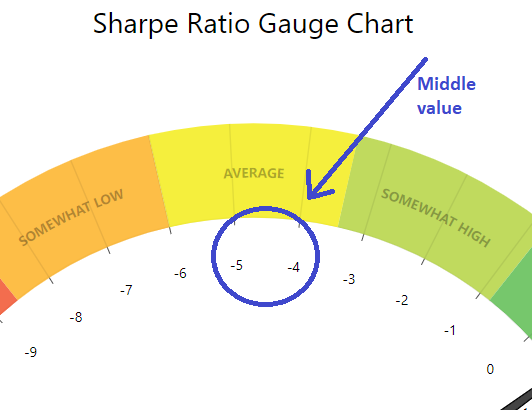 Sharpe Ratio Gauge Chart
Middle
value
AVERAGE
SOMEWHAT LOW
SOMEWHAT HIGH
-9
-8
-7
-6
-5
-4
-3
-2
-1
0